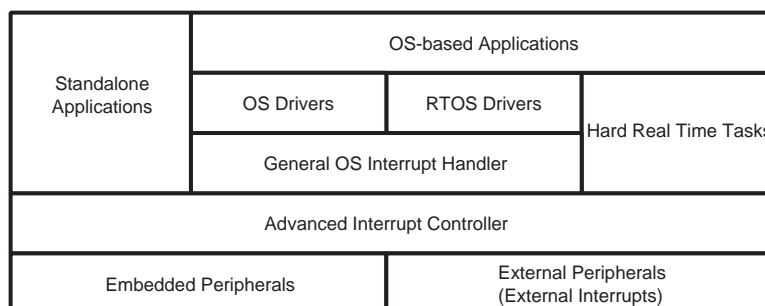 OS-based Applications
Standalone
Applications
OS Drivers
RTOS Drivers
Hard Real Time Tasks
General OS Interrupt Handler
Advanced Interrupt Controller
Embedded Peripherals
External Peripherals
(External Interrupts)